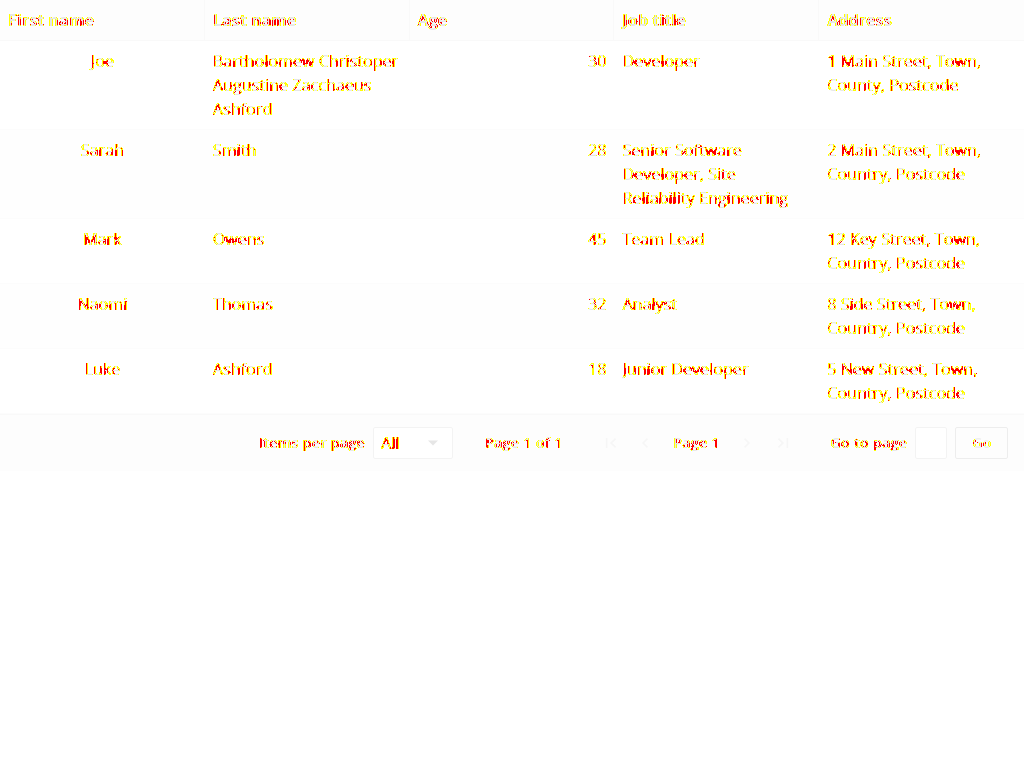 First name Last name Age Job title Address
Joe Bartholomew Christoper 30 Developer 1 Main Street, Town,
Augustine Zacchaeus County, Postcode
Ashford
Sarah Smith 28 Senior Software 2 Main Street, Town,
Developer, Site Country, Postcode
Reliability Engineering
Mark Owens 45 Team Lead 12 Key Street, Town,
Country, Postcode
Naomi Thomas 32 Analyst 8 Side Street, Town,
Country, Postcode
Luke Ashford 18 Junior Developer 5 New Street, Town,
Country, Postcode
Items per page All Page 1 of 1 Page 1 Go to page Go